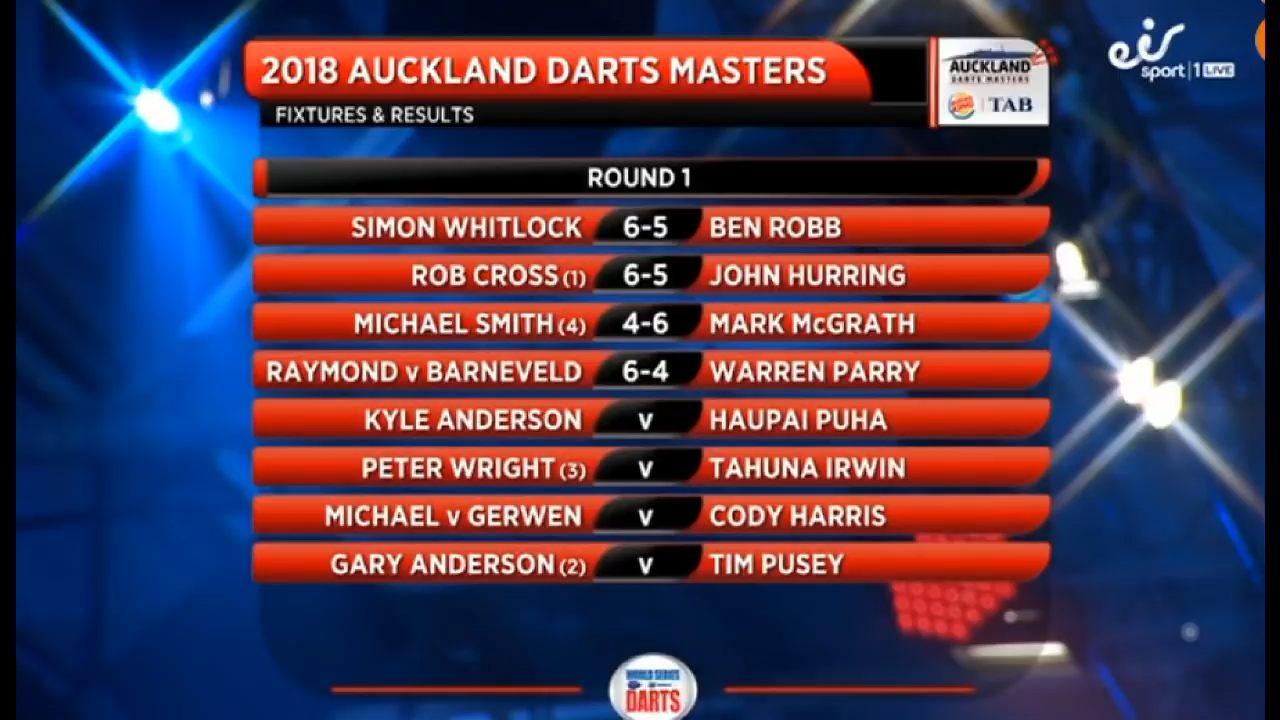 2018 AUCKLAND DARTS MASTERS
FIXTURES & RESULTS
AUCKLAND
DARTS MASTERS
TAB
eir
sport|1 LIVE
ROUND 1
SIMON WHITLOCK 6-5 BEN ROBB
ROB CROSS (1) 6-5 JOHN HURRING
MICHAEL SMITH (4) 4-6 MARK McGRATH
RAYMOND v BARNEVELD 6-4 WARREN PARRY
KYLE ANDERSON v HAUPAI PUHA
PETER WRIGHT (3) v TAHUNA IRWIN
MICHAEL v GERWEN v CODY HARRIS
GARY ANDERSON (2) v TIM PUSEY
WORLD SERIES
DARTS